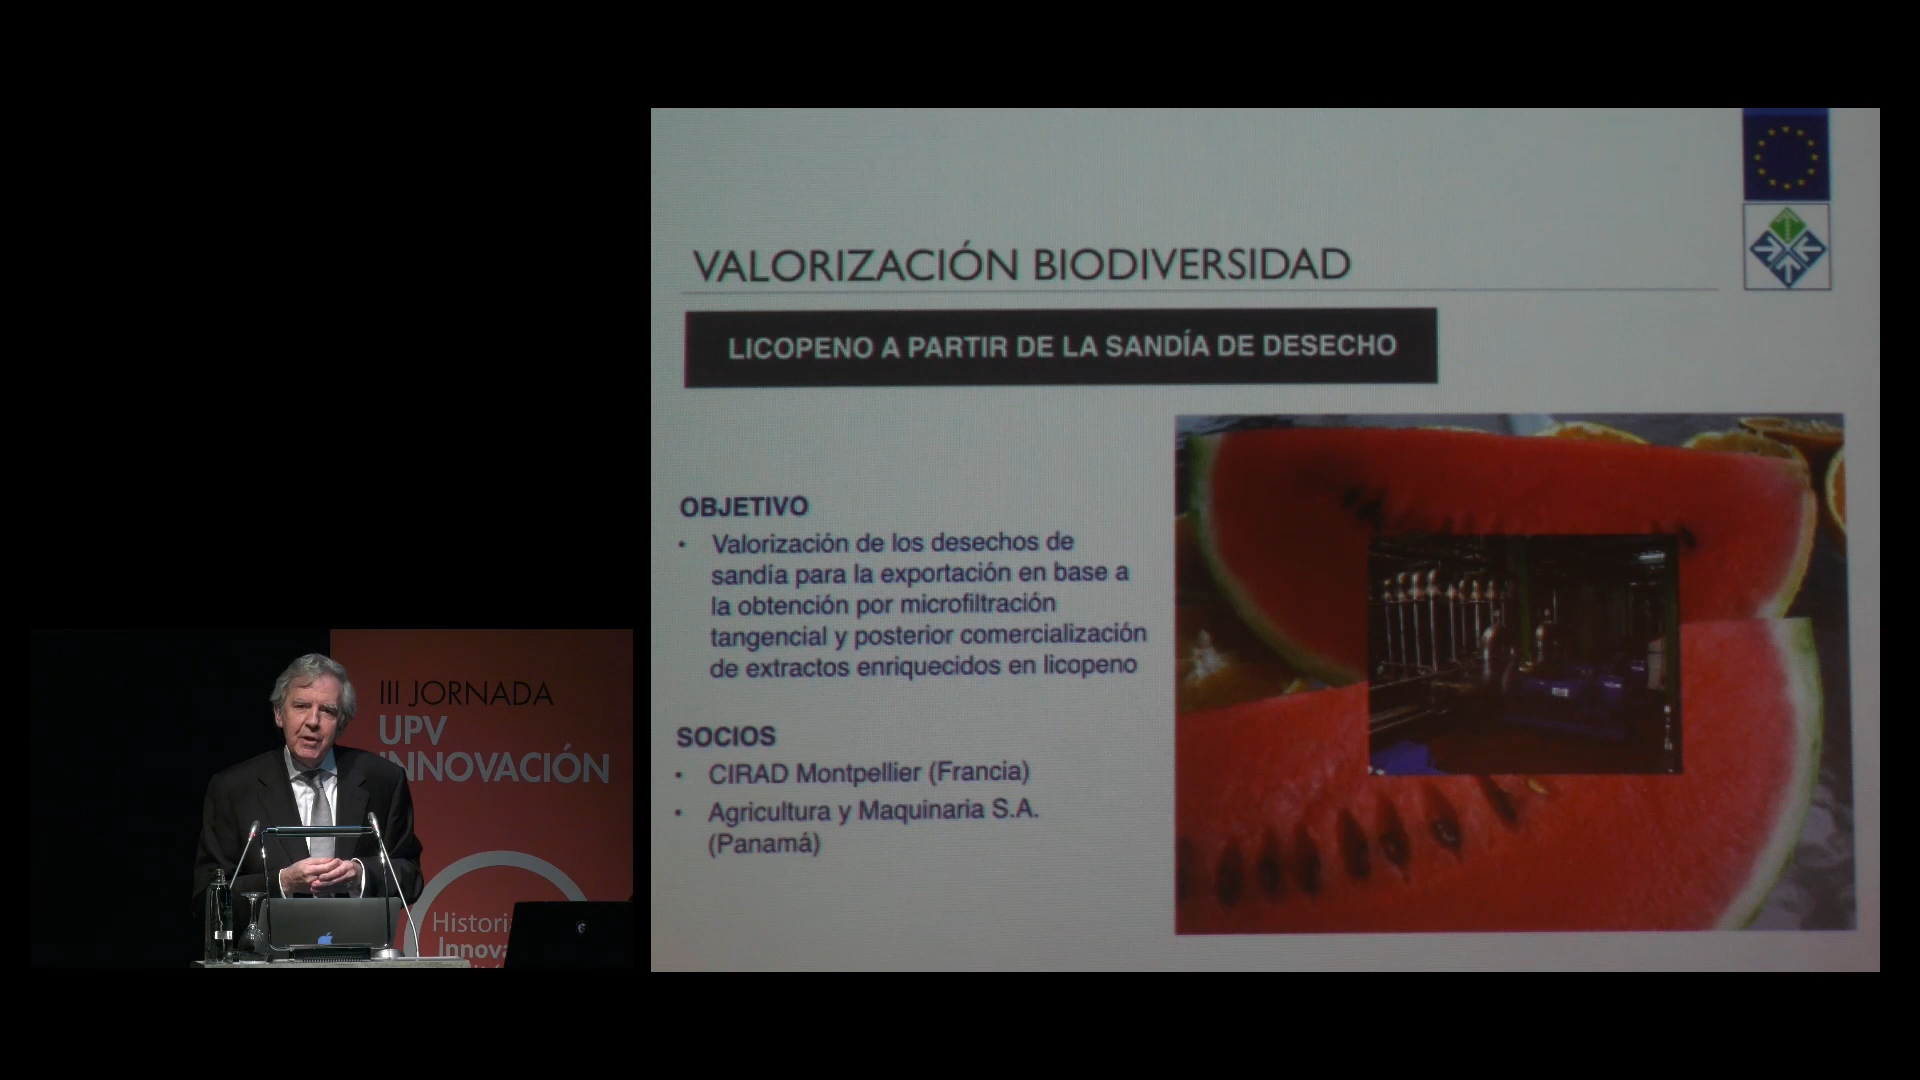 VALORIZACIÓN BIODIVERSIDAD
LICOPENO A PARTIR DE LA SANDÍA DE DESECHO
OBJETIVO
• Valorización de los desechos de
sandía para la exportación en base a
la obtención por microfiltración
tangencial y posterior comercialización
de extractos enriquecidos en licopeno
SOCIOS
• CIRAD Montpellier (Francia)
• Agricultura y Maquinaria S.A.
(Panamá)
III JORNADA
UPV
INNOVACIÓN
Histori
Innova